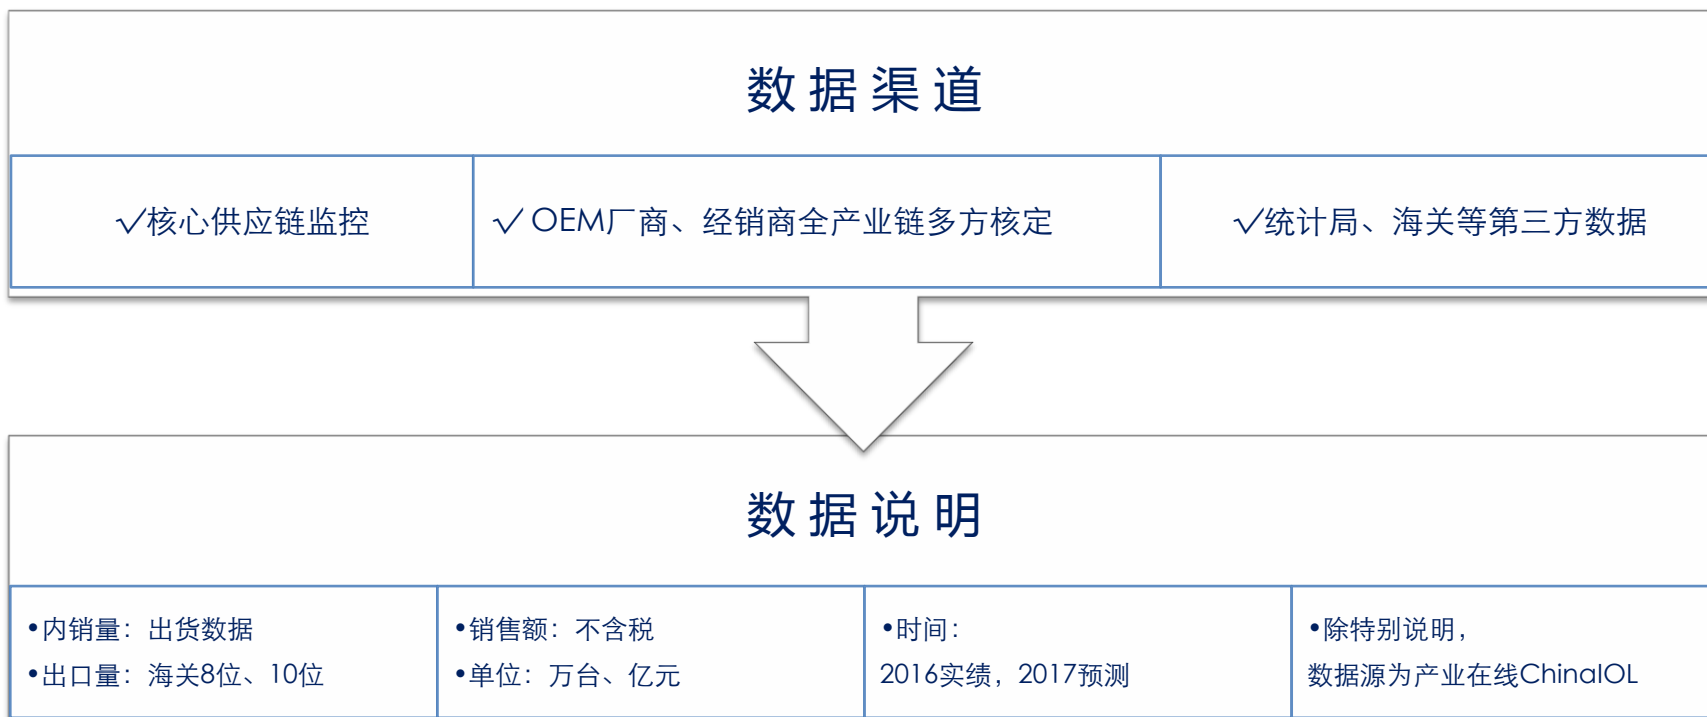 数据渠道
√核心供应链监控
√ OEM厂商、经销商全产业链多方核定
√统计局、海关等第三方数据
数据说明
•内销量：出货数据
•出口量：海关8位、10位
•销售额：不含税
•单位：万台、亿元
•时间：
2016实绩，2017预测
•除特别说明，
数据源为产业在线ChinaIOL